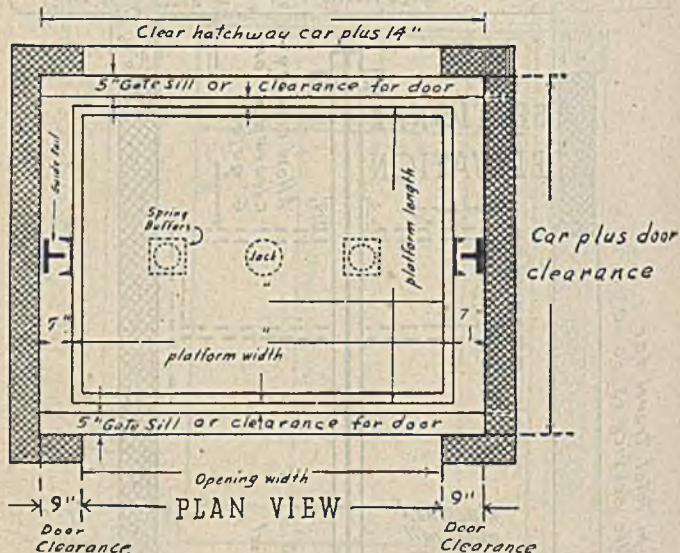 Clear hatchway car plus 14"
5" Gate Sill or clearance for door
Guide Rail
Spring
Buffers
Jack
platform length
Car plus door
clearance
7"
7"
platform width
5" Gate Sill or clearance for door
Opening width
9"
PLAN VIEW
9"
Door
Clearance
Door
Clearance